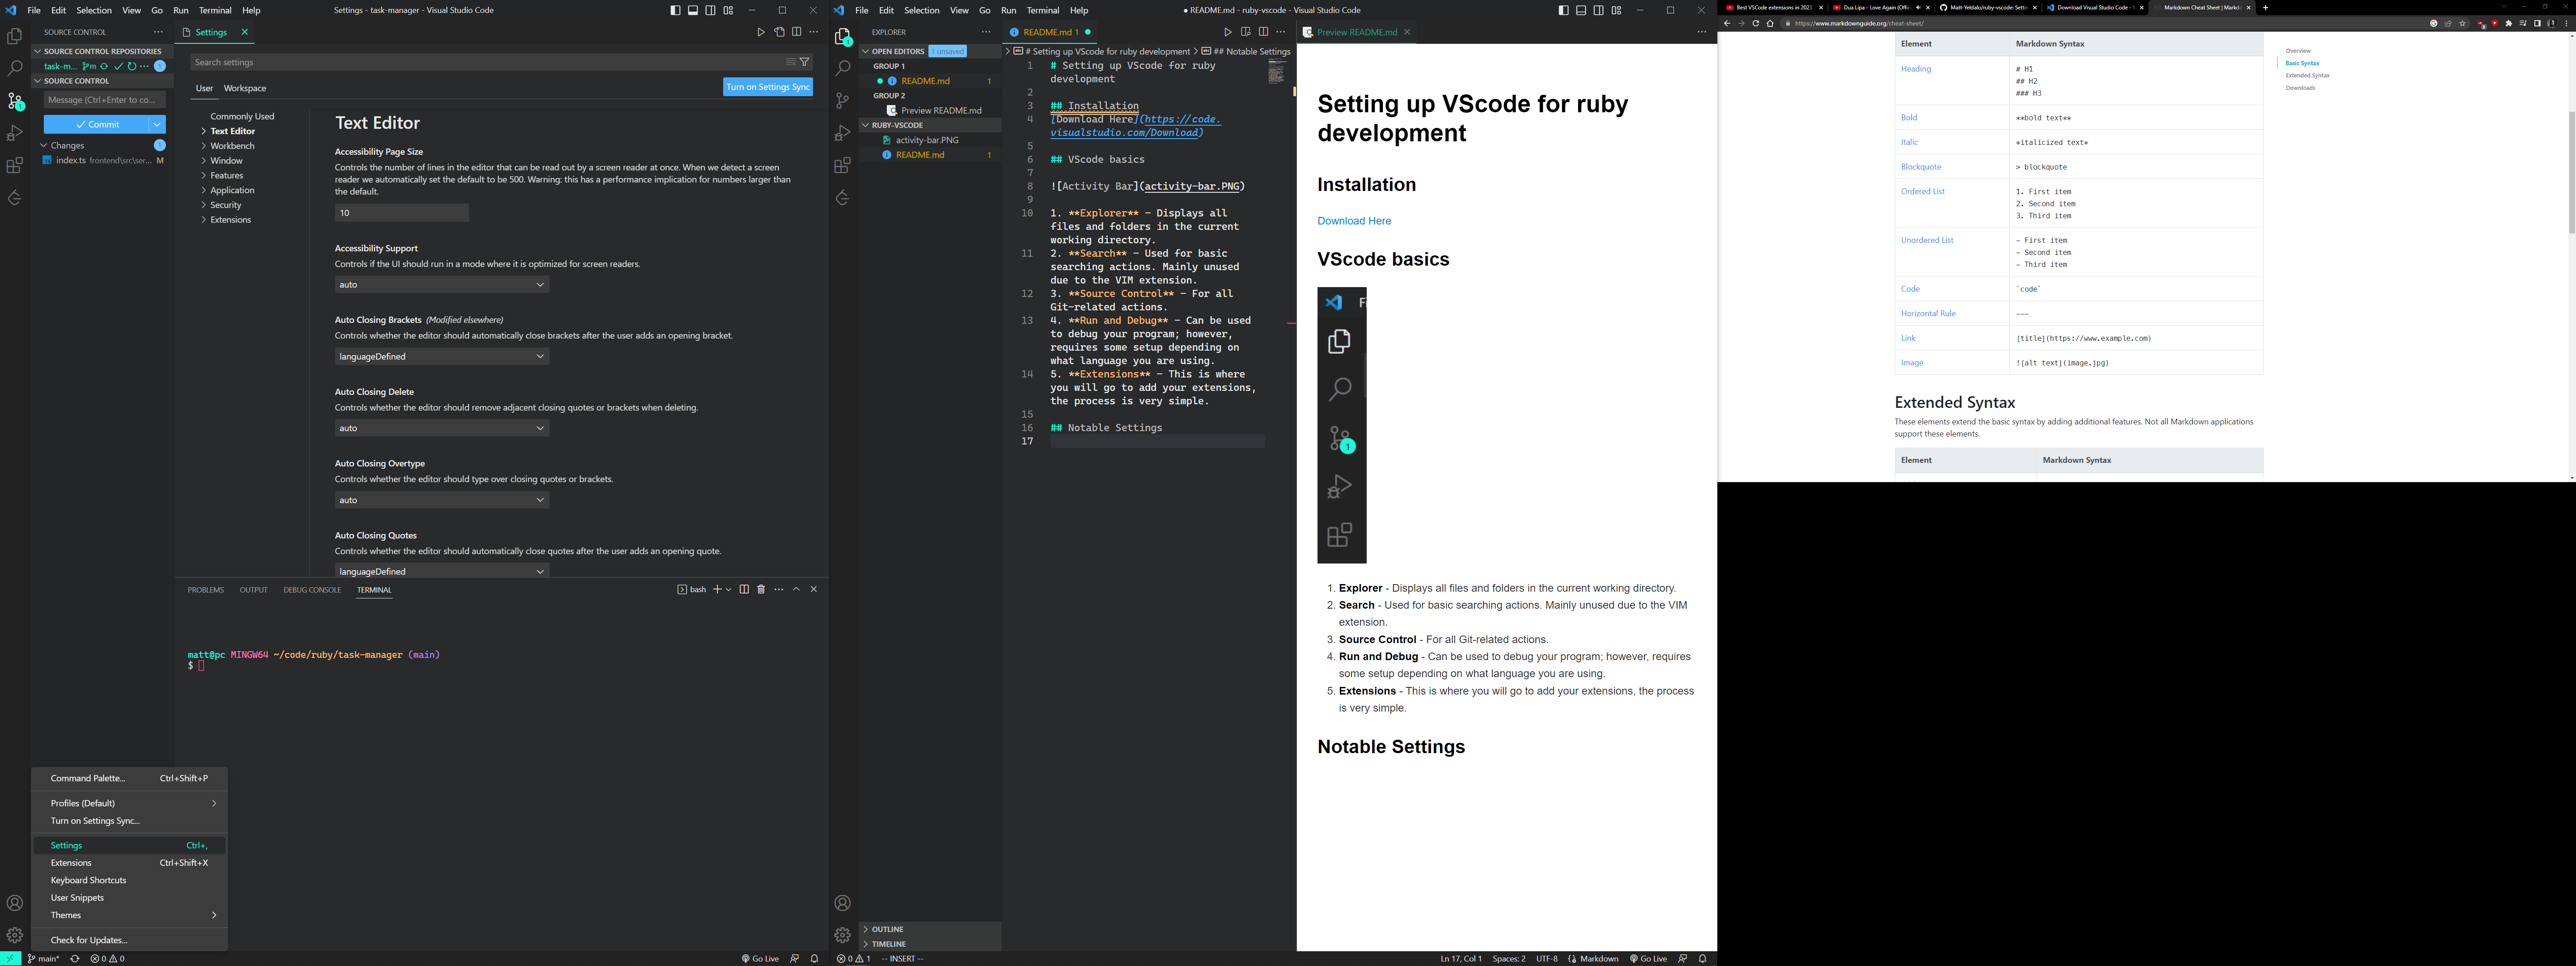 File Edit Selection View Go Run Terminal Help
Settings - task-manager - Visual Studio Code
SOURCE CONTROL
SOURCE CONTROL REPOSITORIES
task-m...
1
SOURCE CONTROL
Message (Ctrl+Enter to co...
Commit
Changes
1
index.ts frontend\src\ser... M
1
Settings
Search settings
User Workspace
Turn on Settings Sync
Commonly Used
Text Editor
Workbench
Window
Features
Application
Security
Extensions
Text Editor
Accessibility Page Size
Controls the number of lines in the editor that can be read out by a screen reader at once. When we detect a screen
reader we automatically set the default to be 500. Warning: this has a performance implication for numbers larger than
the default.
10
Accessibility Support
Controls if the UI should run in a mode where it is optimized for screen readers.
auto
Auto Closing Brackets (Modified elsewhere)
Controls whether the editor should automatically close brackets after the user adds an opening bracket.
languageDefined
Auto Closing Delete
Controls whether the editor should remove adjacent closing quotes or brackets when deleting.
auto
Auto Closing Overtype
Controls whether the editor should type over closing quotes or brackets.
auto
Auto Closing Quotes
Controls whether the editor should automatically close quotes after the user adds an opening quote.
languageDefined
PROBLEMS OUTPUT DEBUG CONSOLE TERMINAL
bash
matt@pc MINGW64 ~/code/ruby/task-manager (main)
$
Command Palette... Ctrl+Shift+P
Profiles (Default)
Turn on Settings Sync...
Settings Ctrl+,
Extensions Ctrl+Shift+X
Keyboard Shortcuts
User Snippets
Themes
Check for Updates...
main* 0 0
Go Live
File Edit Selection View Go Run Terminal Help
● README.md - ruby-vscode - Visual Studio Code
1
EXPLORER
OPEN EDITORS 1 unsaved
GROUP 1
README.md 1
GROUP 2
Preview README.md
RUBY-VSCODE
activity-bar.PNG
README.md 1
OUTLINE
TIMELINE
README.md 1
# Setting up VScode for ruby development > ## Notable Settings
1 # Setting up VScode for ruby
development
2
3 ## Installation
4 [Download Here](https://code.
visualstudio.com/Download)
5
6 ## VScode basics
7
8 ![Activity Bar](activity-bar.PNG)
9
10 1. **Explorer** - Displays all
files and folders in the current
working directory.
11 2. **Search** - Used for basic
searching actions. Mainly unused
due to the VIM extension.
12 3. **Source Control** - For all
Git-related actions.
13 4. **Run and Debug** - Can be used
to debug your program; however,
requires some setup depending on
what language you are using.
14 5. **Extensions** - This is where
you will go to add your extensions,
the process is very simple.
15
16 ## Notable Settings
17
0 1 -- INSERT --
Ln 17, Col 1 Spaces: 2 UTF-8 Markdown Go Live
Preview README.md
Setting up VScode for ruby
development
Installation
Download Here
VScode basics
F
1
1. Explorer - Displays all files and folders in the current working directory.
2. Search - Used for basic searching actions. Mainly unused due to the VIM
extension.
3. Source Control - For all Git-related actions.
4. Run and Debug - Can be used to debug your program; however, requires
some setup depending on what language you are using.
5. Extensions - This is where you will go to add your extensions, the process
is very simple.
Notable Settings
Best VSCode extensions in 2023
Dua Lipa - Love Again (Offi
Matt-Yeldalo/ruby-vscode: Setti
Download Visual Studio Code -
Markdown Cheat Sheet | Markd
https://www.markdownguide.org/cheat-sheet/
Element Markdown Syntax
Heading # H1
## H2
### H3
Bold **bold text**
Italic *italicized text*
Blockquote > blockquote
Ordered List 1. First item
2. Second item
3. Third item
Unordered List - First item
- Second item
- Third item
Code `code`
Horizontal Rule ---
Link [title](https://www.example.com)
Image ![alt text](image.jpg)
Extended Syntax
These elements extend the basic syntax by adding additional features. Not all Markdown applications
support these elements.
Element Markdown Syntax
Overview
Basic Syntax
Extended Syntax
Downloads